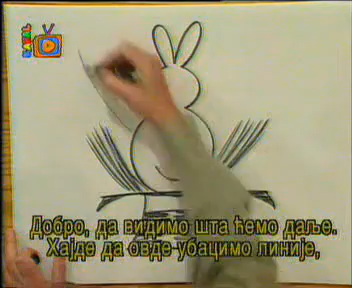 Добро, да видимо шта ћемо даље.
Хајде да овде убацимо линије,